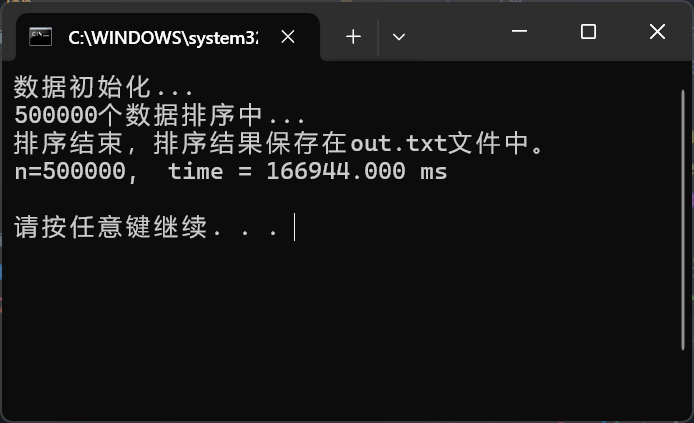 C:\WINDOWS\system32
数据初始化...
500000个数据排序中...
排序结束，排序结果保存在out.txt文件中。
n=500000,  time = 166944.000 ms
请按任意键继续. . .